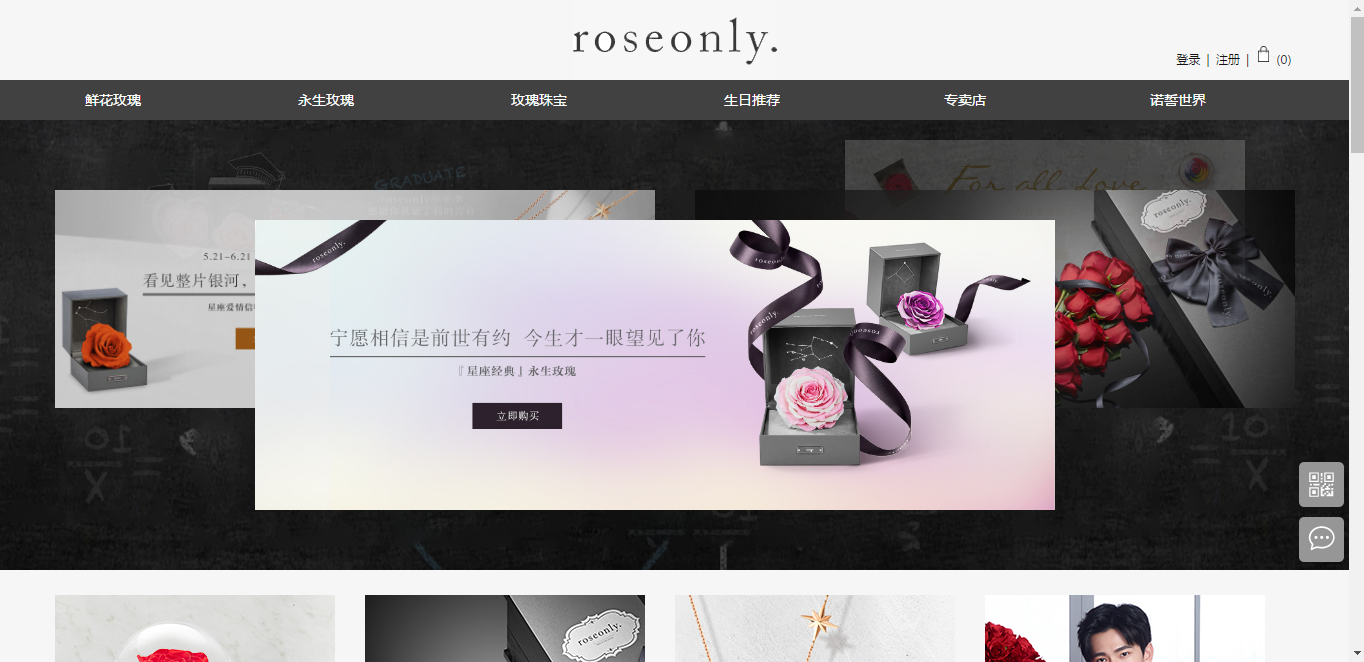 roseonly.
登录 | 注册 | (0)
鲜花玫瑰
永生玫瑰
玫瑰珠宝
生日推荐
专卖店
诺誓世界
GRADUATE
For all Love
5.21-6.21
看见整片银河,
星座爱情信
roseonly.
roseonly.
roseonly.
宁愿相信是前世有约 今生才一眼望见了你
『星座经典』永生玫瑰
立即购买
roseonly.
roseonly.